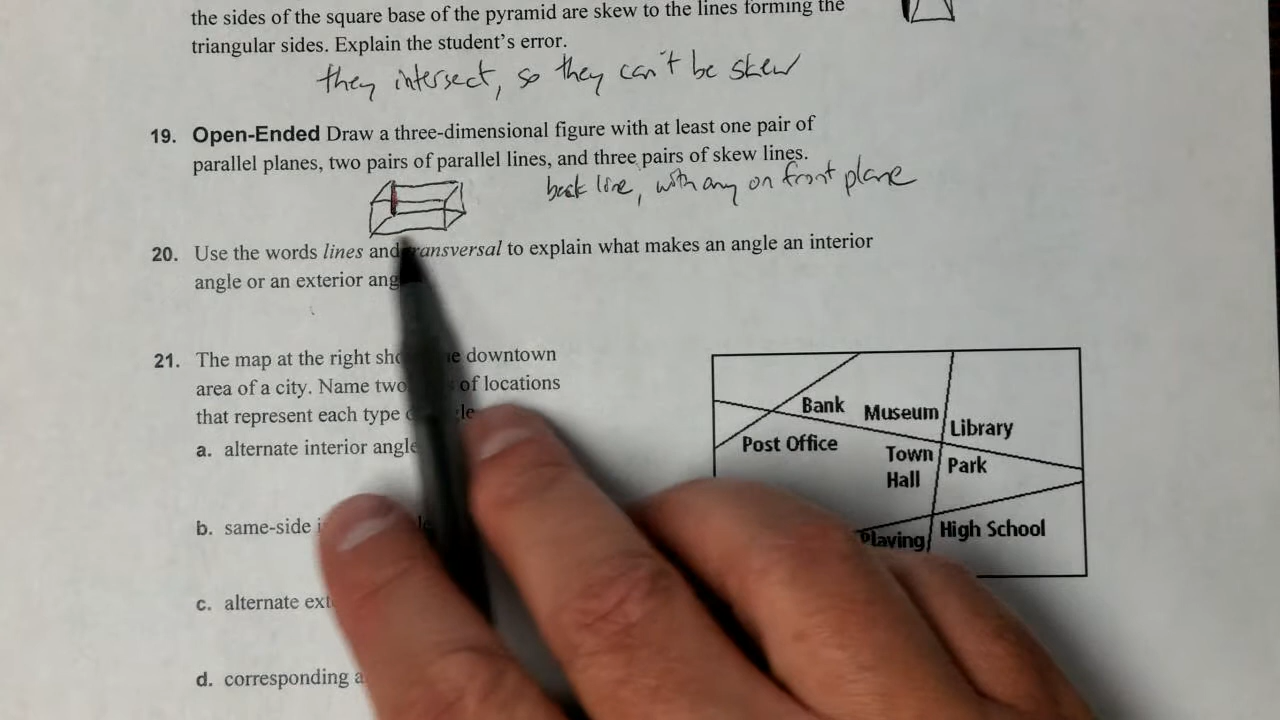 the sides of the square base of the pyramid are skew to the lines forming the
triangular sides. Explain the student's error.
they intersect, so they can't be skew
19. Open-Ended Draw a three-dimensional figure with at least one pair of
parallel planes, two pairs of parallel lines, and three pairs of skew lines.
back line, with any on front plane
20. Use the words lines and transversal to explain what makes an angle an interior
angle or an exterior ang
21. The map at the right downtown
area of a city. Name two of locations
that represent each type
a. alternate interior angle
b. same-side
c. alternate
d. corresponding
Bank
Museum
Library
Post Office
Town
Hall
Park
High School